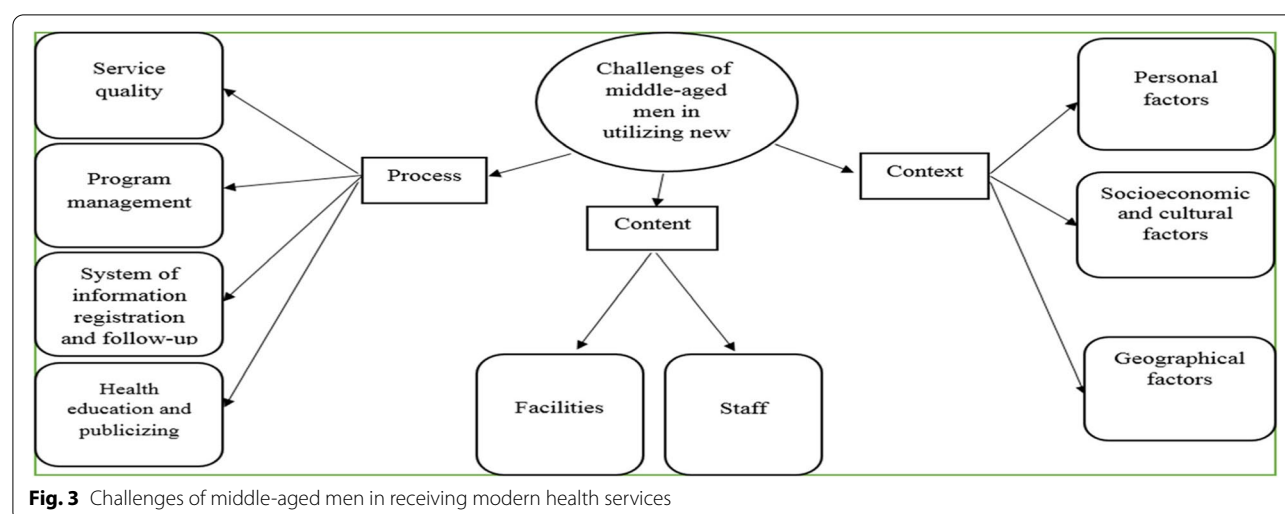 Challenges of
middle-aged
men in
utilizing new
Process
Service
quality
Program
management
System of
information
registration
and follow-up
Health
education and
publicizing
Content
Facilities
Staff
Context
Personal
factors
Socioeconomic
and cultural
factors
Geographical
factors
Fig. 3 Challenges of middle-aged men in receiving modern health services